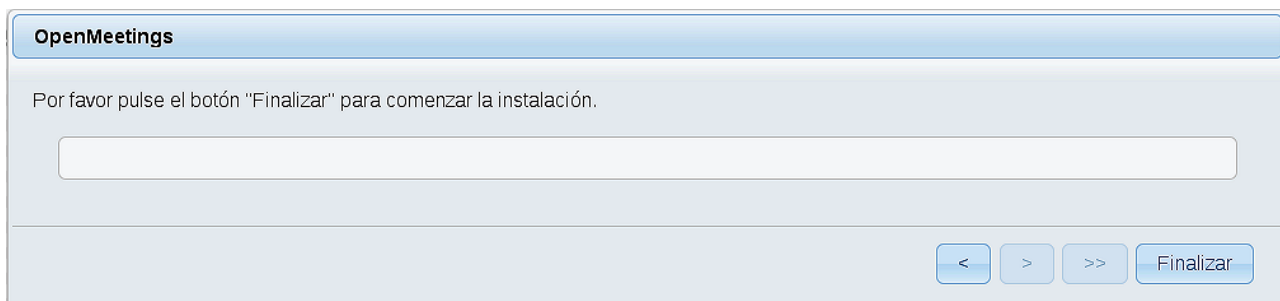 OpenMeetings
Por favor pulse el botón "Finalizar" para comenzar la instalación.
< > >> Finalizar